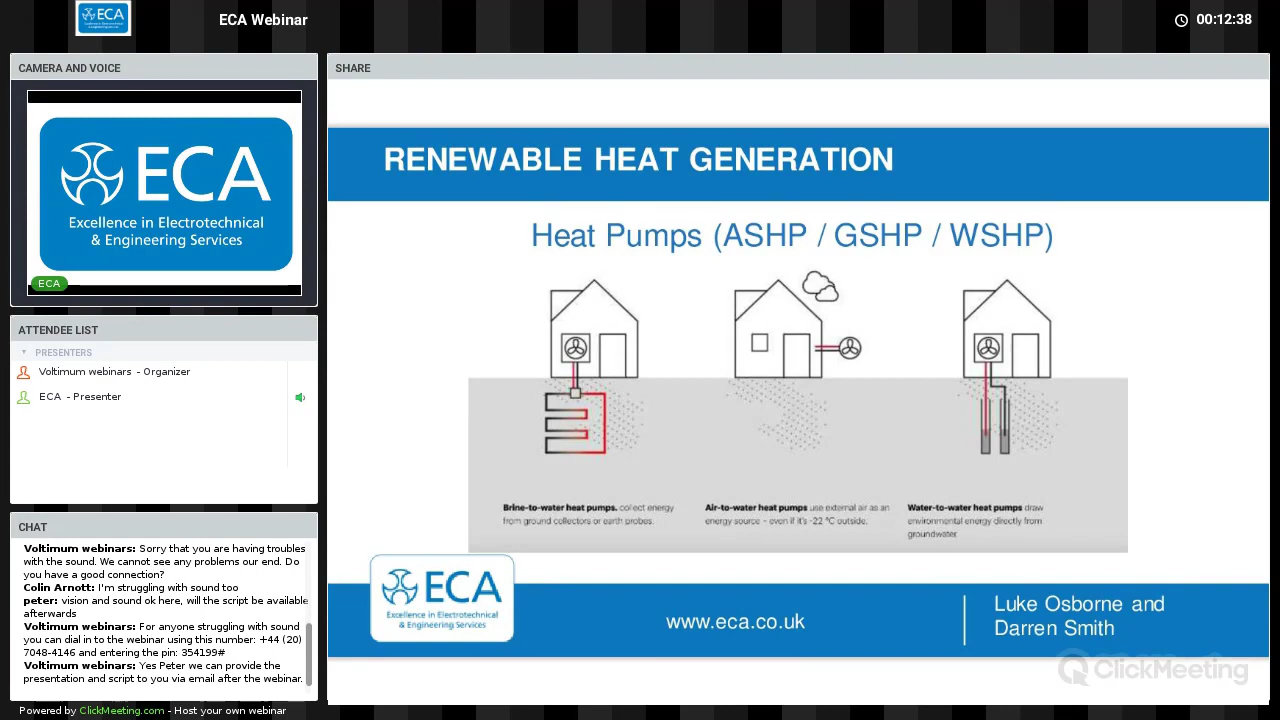 ECA
Excellence in Electrotechnical
& Engineering Services
ECA Webinar
00:12:38
CAMERA AND VOICE
ECA
Excellence in Electrotechnical
& Engineering Services
ECA
ATTENDEE LIST
PRESENTERS
Voltimum webinars - Organizer
ECA - Presenter
CHAT
Voltimum webinars: Sorry that you are having troubles
with the sound. We cannot see any problems our end. Do
you have a good connection?
Colin Arnott: I'm struggling with sound too
peter: vision and sound ok here, will the script be available
afterwards
Voltimum webinars: For anyone struggling with sound
you can dial in to the webinar using this number: +44 (20)
7048-4146 and entering the pin: 354199#
Voltimum webinars: Yes Peter we can provide the
presentation and script to you via email after the webinar.
Powered by ClickMeeting.com - Host your own webinar
SHARE
RENEWABLE HEAT GENERATION
Heat Pumps (ASHP / GSHP / WSHP)
Brine-to-water heat pumps. collect energy
from ground collectors or earth probes.
Air-to-water heat pumps use external air as an
energy source – even if it's -22 °C outside.
Water-to-water heat pumps draw
environmental energy directly from
groundwater.
ECA
Excellence in Electrotechnical
& Engineering Services
www.eca.co.uk
Luke Osborne and
Darren Smith
ClickMeeting